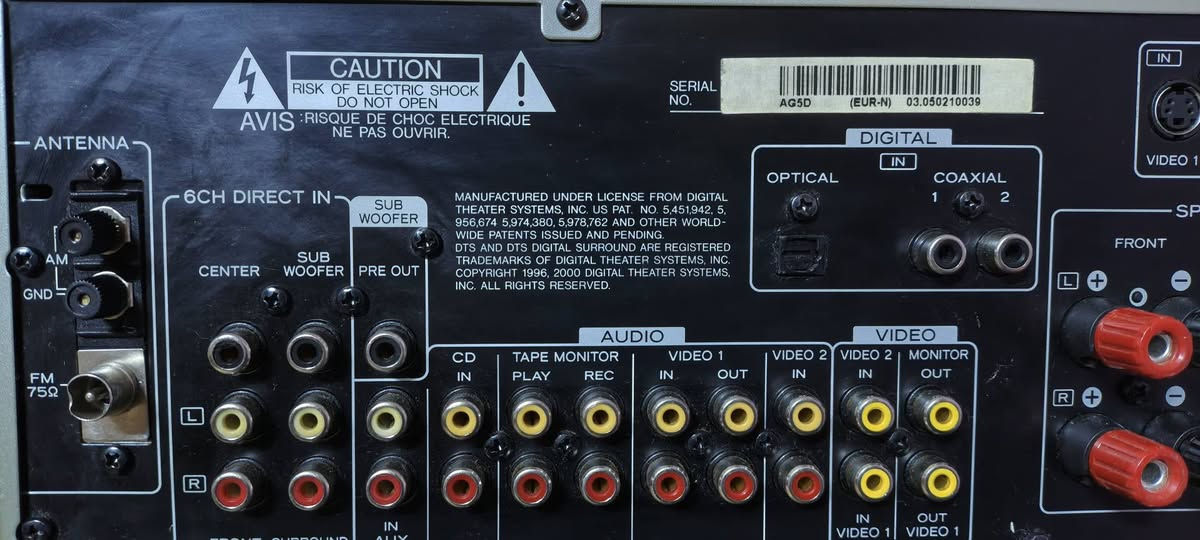 CAUTION
RISK OF ELECTRIC SHOCK
DO NOT OPEN
AVIS : RISQUE DE CHOC ELECTRIQUE
NE PAS OUVRIR.
SERIAL
NO.
AG5D (EUR-N) 03.050210039
IN
VIDEO 1
ANTENNA
AM
GND
FM
75Ω
6CH DIRECT IN
CENTER
SUB
WOOFER
SUB
WOOFER
PRE OUT
L
R
FRONT SURROUND
IN
AUX
MANUFACTURED UNDER LICENSE FROM DIGITAL
THEATER SYSTEMS, INC. US PAT. NO. 5,451,942, 5,
956,674 5,974,380, 5,978,762 AND OTHER WORLD-
WIDE PATENTS ISSUED AND PENDING.
DTS AND DTS DIGITAL SURROUND ARE REGISTERED
TRADEMARKS OF DIGITAL THEATER SYSTEMS, INC.
COPYRIGHT 1996, 2000 DIGITAL THEATER SYSTEMS,
INC. ALL RIGHTS RESERVED.
DIGITAL
IN
OPTICAL
COAXIAL
1 2
AUDIO
CD
IN
TAPE MONITOR
PLAY REC
VIDEO 1
IN OUT
VIDEO 2
IN
VIDEO
VIDEO 2
IN
MONITOR
OUT
IN
VIDEO 1
OUT
VIDEO 1
SP
FRONT
L + −
R + −